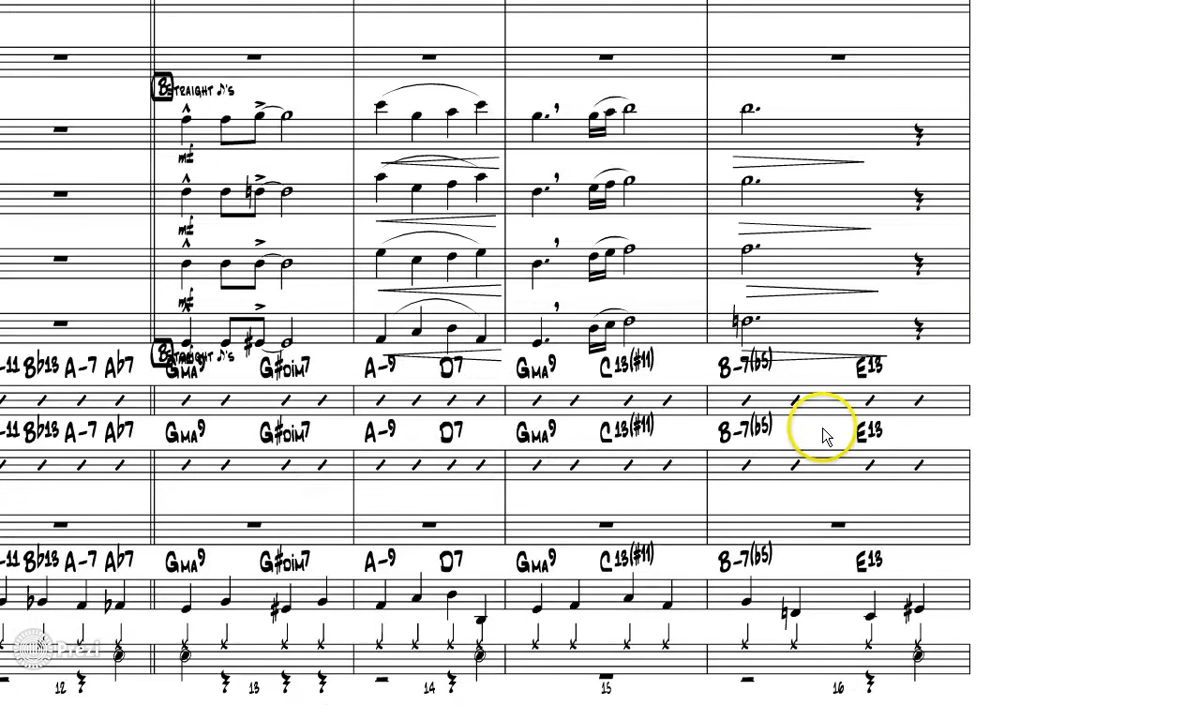 B STRAIGHT ♪'S
mf
mf
mf
mf
B STRAIGHT ♪'S
-11 Bb13 A-7 Ab7 GMA9 G#DIM7 A-9 D7 GMA9 C13(#11) B-7(b5) E13
-11 Bb13 A-7 Ab7 GMA9 G#DIM7 A-9 D7 GMA9 C13(#11) B-7(b5) E13
-11 Bb13 A-7 Ab7 GMA9 G#DIM7 A-9 D7 GMA9 C13(#11) B-7(b5) E13
Prezi
12 13 14 15 16